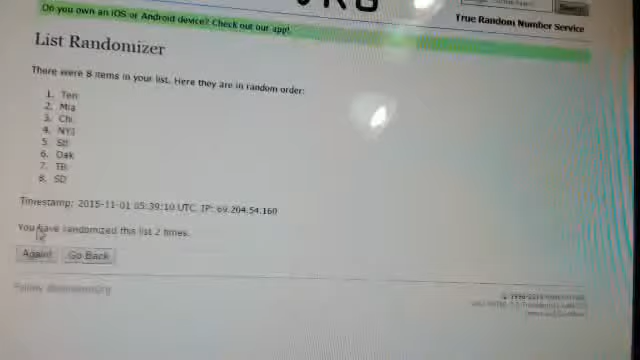 Do you own an iOS or Android device? Check out our app!
True Random Number Service
List Randomizer
There were 8 items in your list. Here they are in random order:
1. Ten
2. Mia
3. Chi
4. NYJ
5. Stl
6. Oak
7. TB
8. SD
Timestamp: 2015-11-01 05:39:10 UTC. IP: 69.204.54.160
You have randomized this list 2 times.
Again! Go Back
Follow